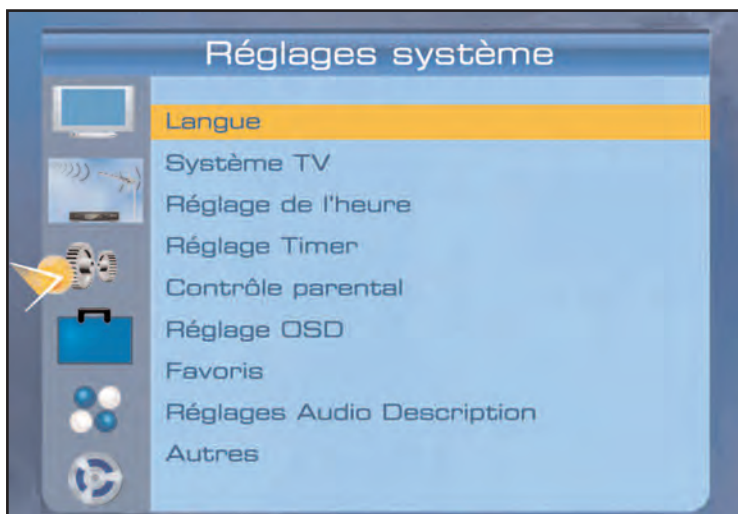 Réglages système
Langue
Système TV
Réglage de l'heure
Réglage Timer
Contrôle parental
Réglage OSD
Favoris
Réglages Audio Description
Autres